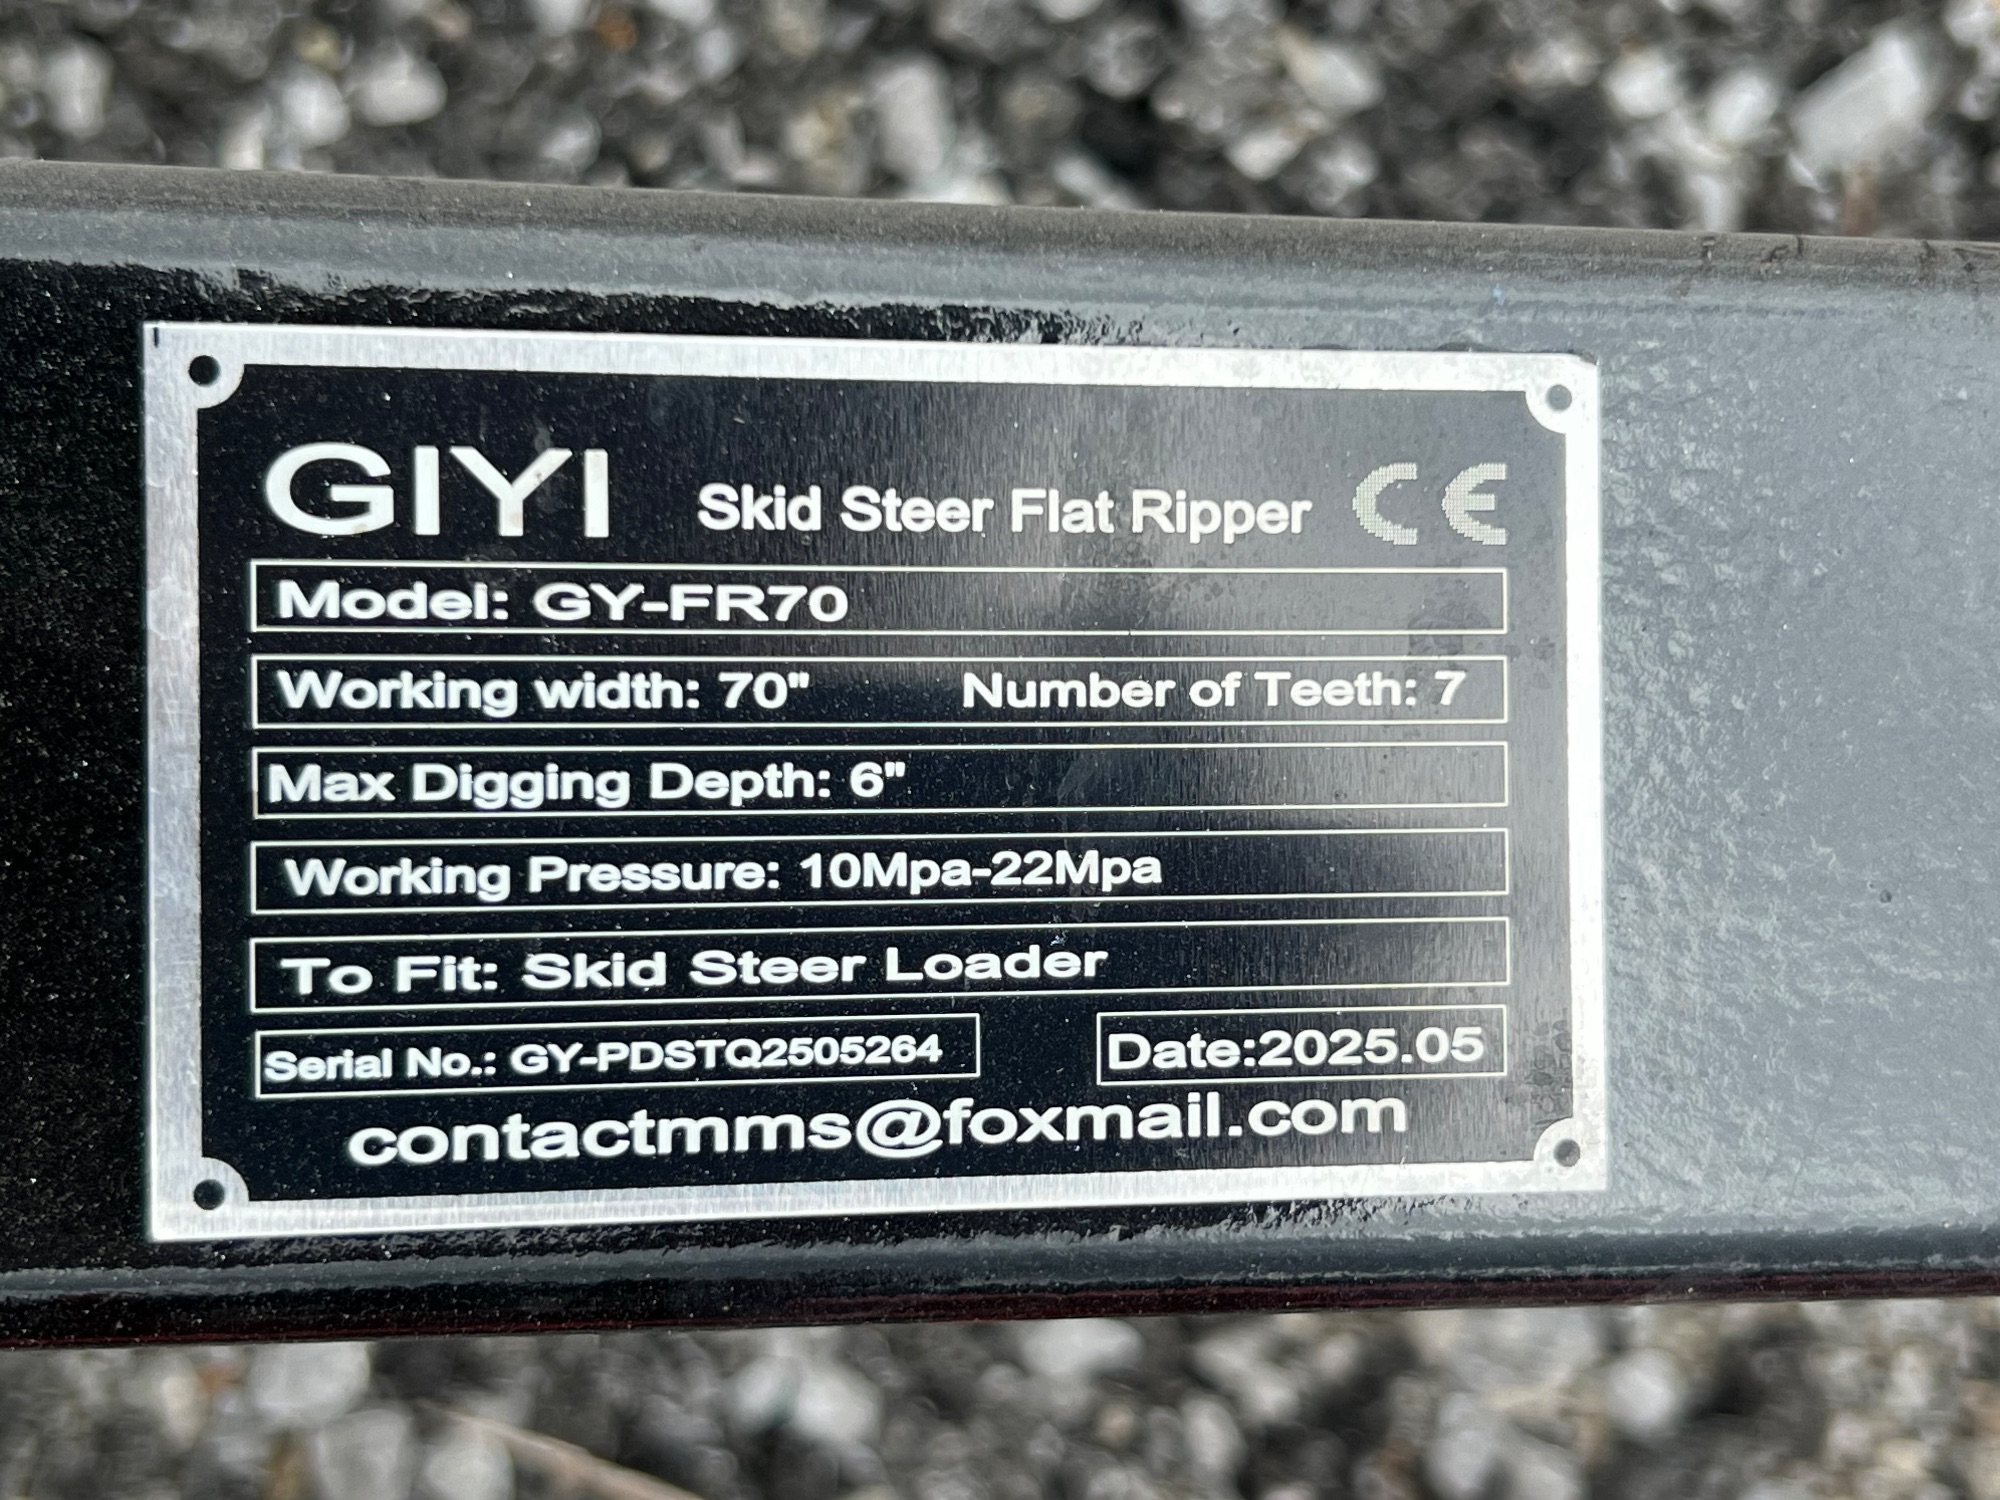 GIYI Skid Steer Flat Ripper CE
Model: GY-FR70
Working width: 70" Number of Teeth: 7
Max Digging Depth: 6"
Working Pressure: 10Mpa-22Mpa
To Fit: Skid Steer Loader
Serial No.: GY-PDSTQ2505264 Date:2025.05
contactmms@foxmail.com